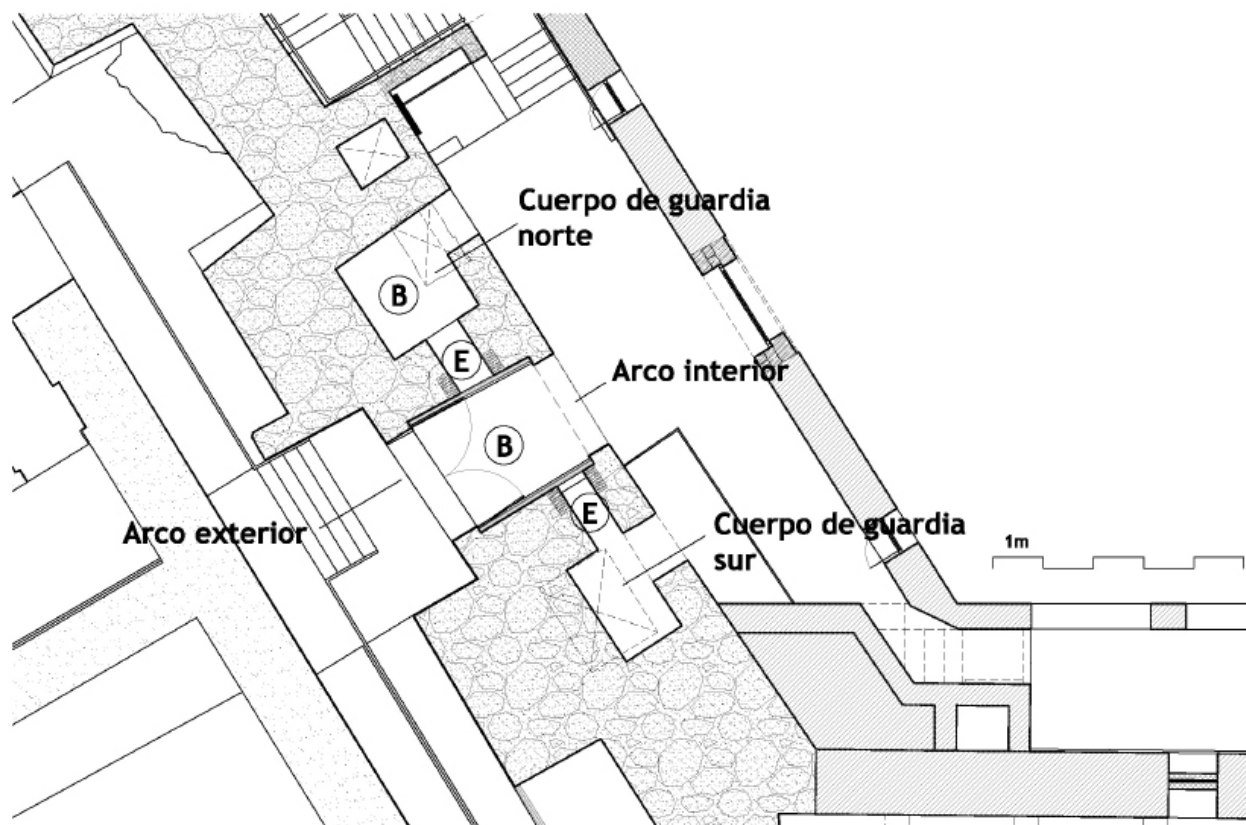 Cuerpo de guardia
norte
B
E
Arco interior
B
Arco exterior
E
Cuerpo de guardia
sur
1m